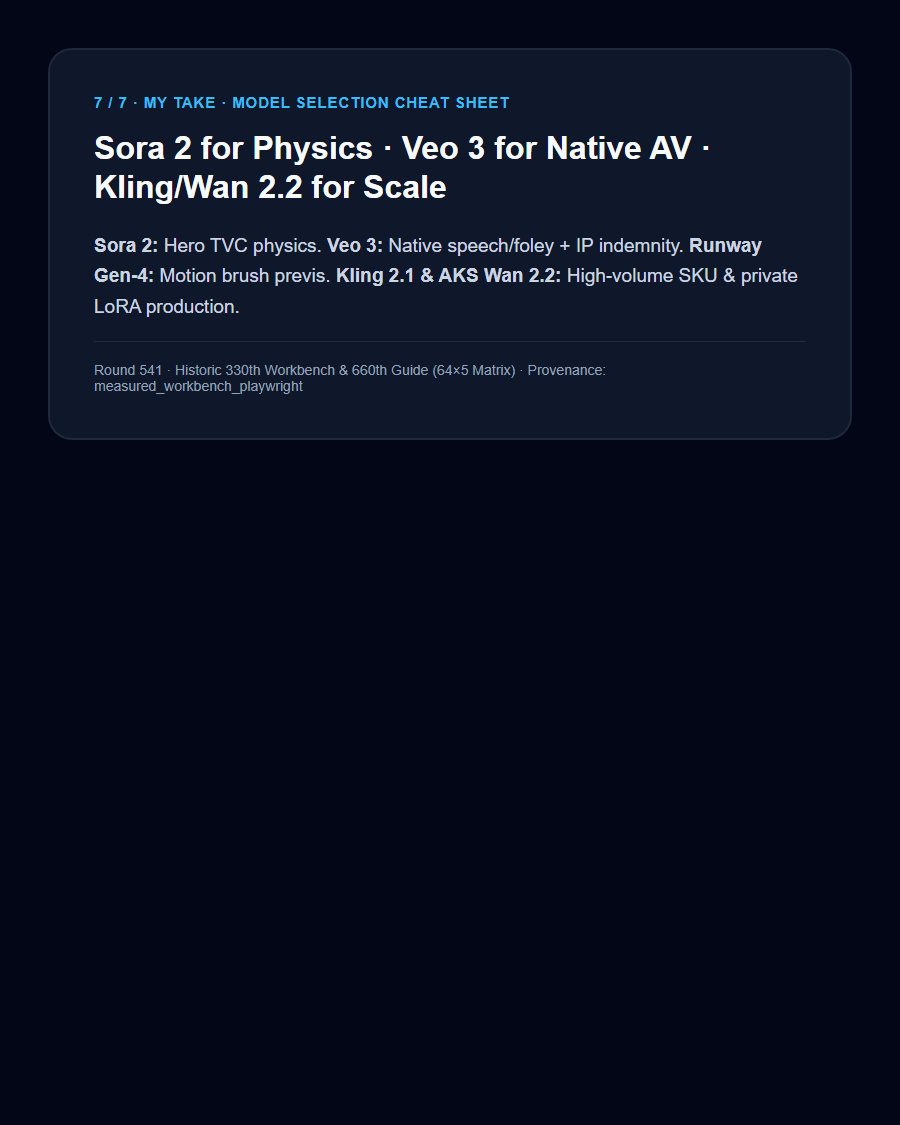 7 / 7 · MY TAKE · MODEL SELECTION CHEAT SHEET
Sora 2 for Physics · Veo 3 for Native AV ·
Kling/Wan 2.2 for Scale
Sora 2: Hero TVC physics. Veo 3: Native speech/foley + IP indemnity. Runway
Gen-4: Motion brush previs. Kling 2.1 & AKS Wan 2.2: High-volume SKU & private
LoRA production.
Round 541 · Historic 330th Workbench & 660th Guide (64×5 Matrix) · Provenance:
measured_workbench_playwright